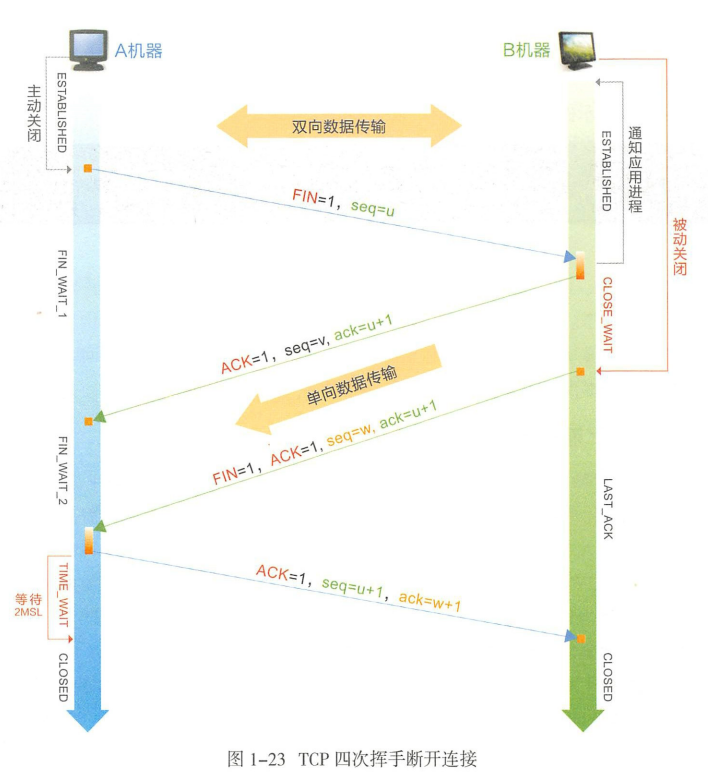 A机器
B机器
主动关闭
ESTABLISHED
双向数据传输
ESTABLISHED
通知应用进程
被动关闭
FIN=1, seq=u
FIN_WAIT_1
CLOSE_WAIT
ACK=1, seq=v, ack=u+1
单向数据传输
FIN=1, ACK=1, seq=w, ack=u+1
FIN_WAIT_2
LAST_ACK
等待
2MSL
TIME_WAIT
ACK=1, seq=u+1, ack=w+1
CLOSED
CLOSED
图 1-23 TCP 四次挥手断开连接